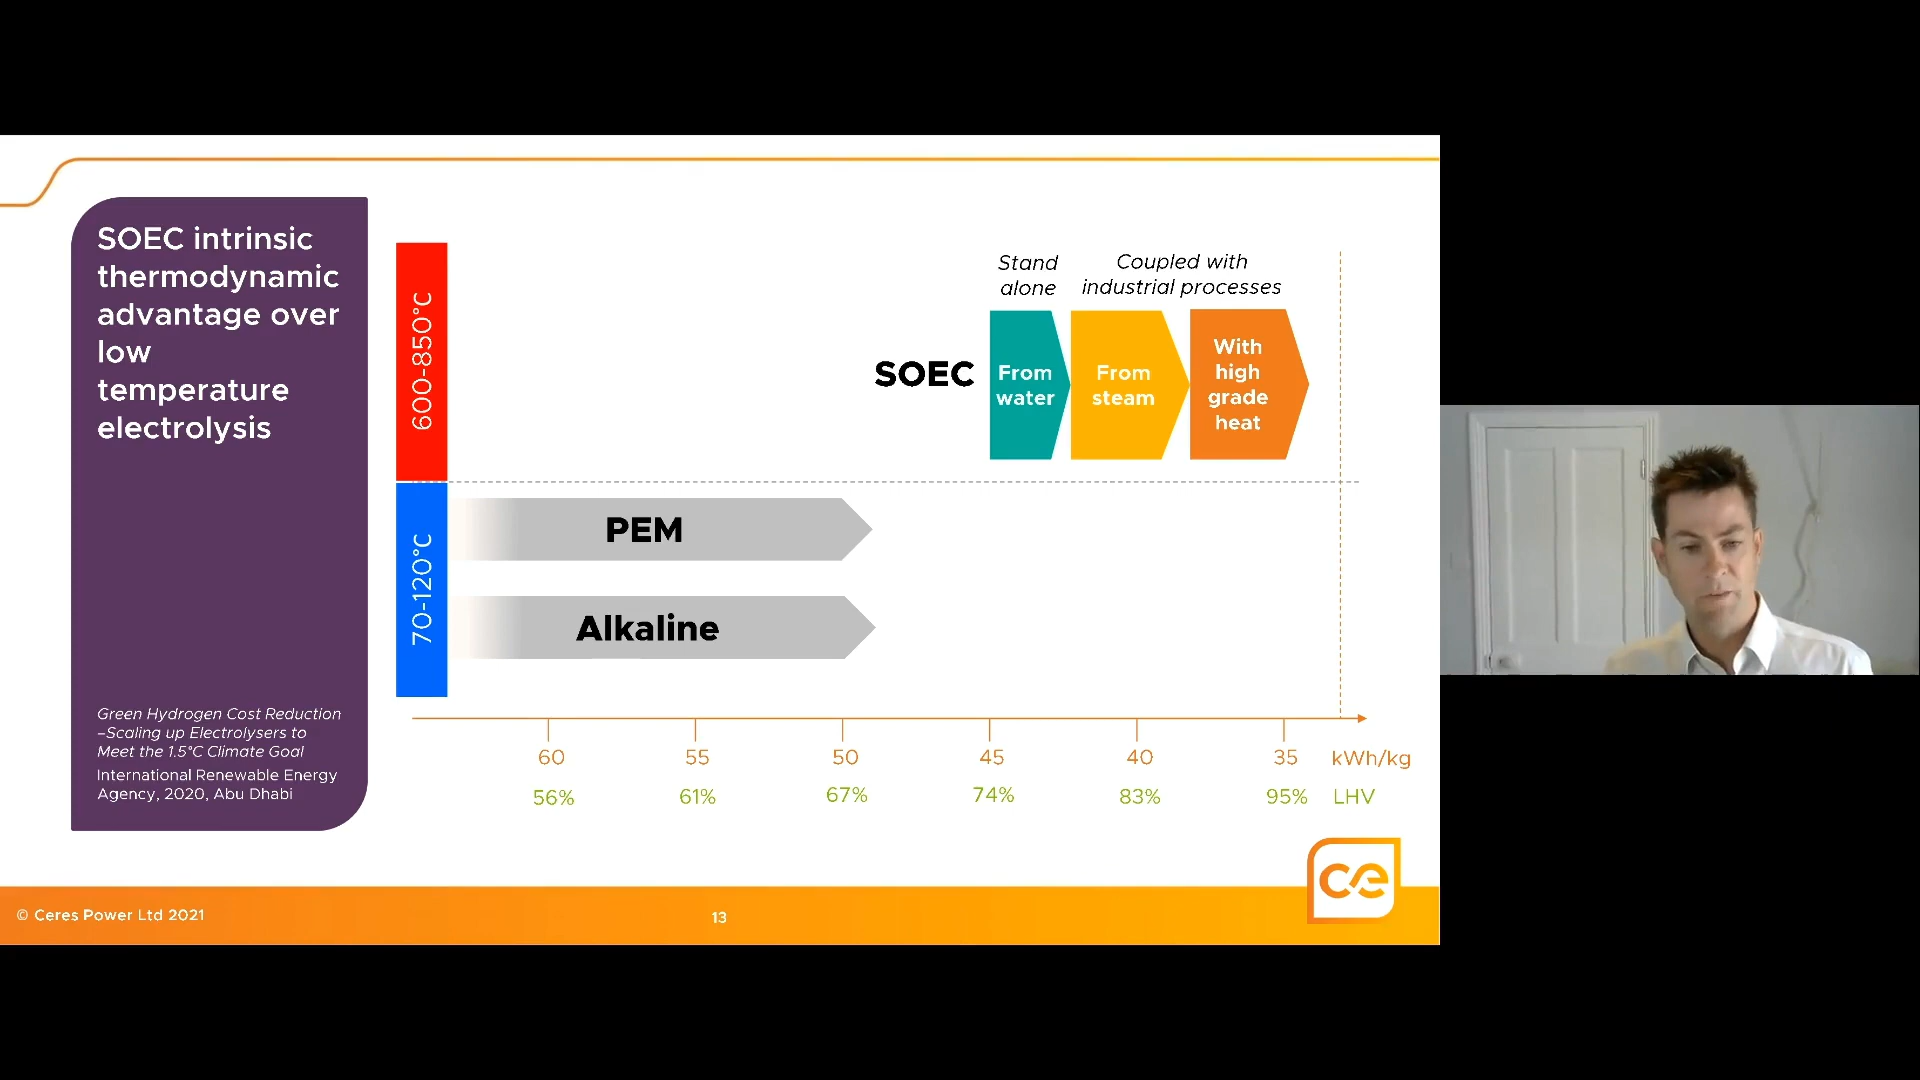 SOEC intrinsic
thermodynamic
advantage over
low
temperature
electrolysis
Green Hydrogen Cost Reduction
–Scaling up Electrolysers to
Meet the 1.5°C Climate Goal
International Renewable Energy
Agency, 2020, Abu Dhabi
600-850°C
70-120°C
Stand
alone
Coupled with
industrial processes
SOEC
From
water
From
steam
With
high
grade
heat
PEM
Alkaline
60 55 50 45 40 35 kWh/kg
56% 61% 67% 74% 83% 95% LHV
ce
© Ceres Power Ltd 2021
13